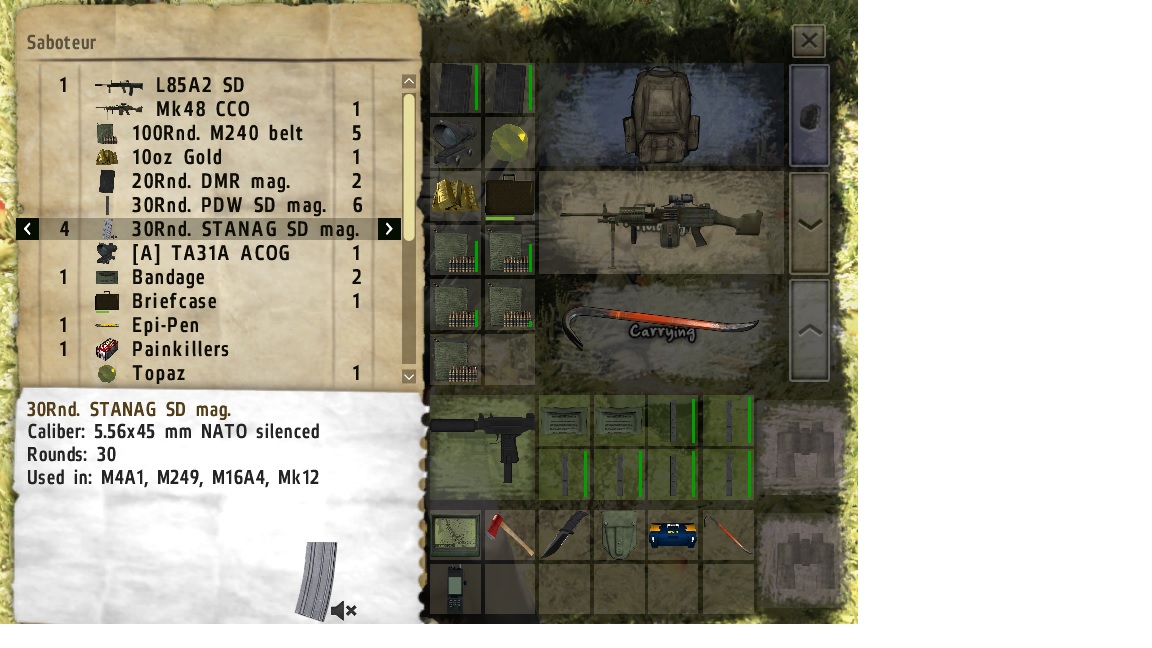 Saboteur
1 L85A2 SD
Mk48 CCO 1
100Rnd. M240 belt 5
10oz Gold 1
20Rnd. DMR mag. 2
30Rnd. PDW SD mag. 6
4 30Rnd. STANAG SD mag.
[A] TA31A ACOG 1
1 Bandage 2
Briefcase 1
1 Epi-Pen
1 Painkillers
Topaz 1
30Rnd. STANAG SD mag.
Caliber: 5.56x45 mm NATO silenced
Rounds: 30
Used in: M4A1, M249, M16A4, Mk12
Carrying